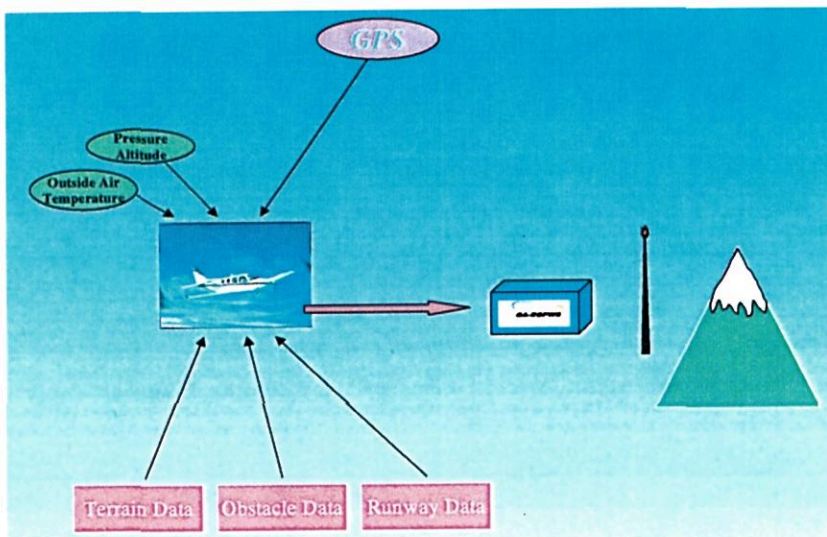 GPS
Pressure
Altitude
Outside Air
Temperature
Terrain Data
Obstacle Data
Runway Data